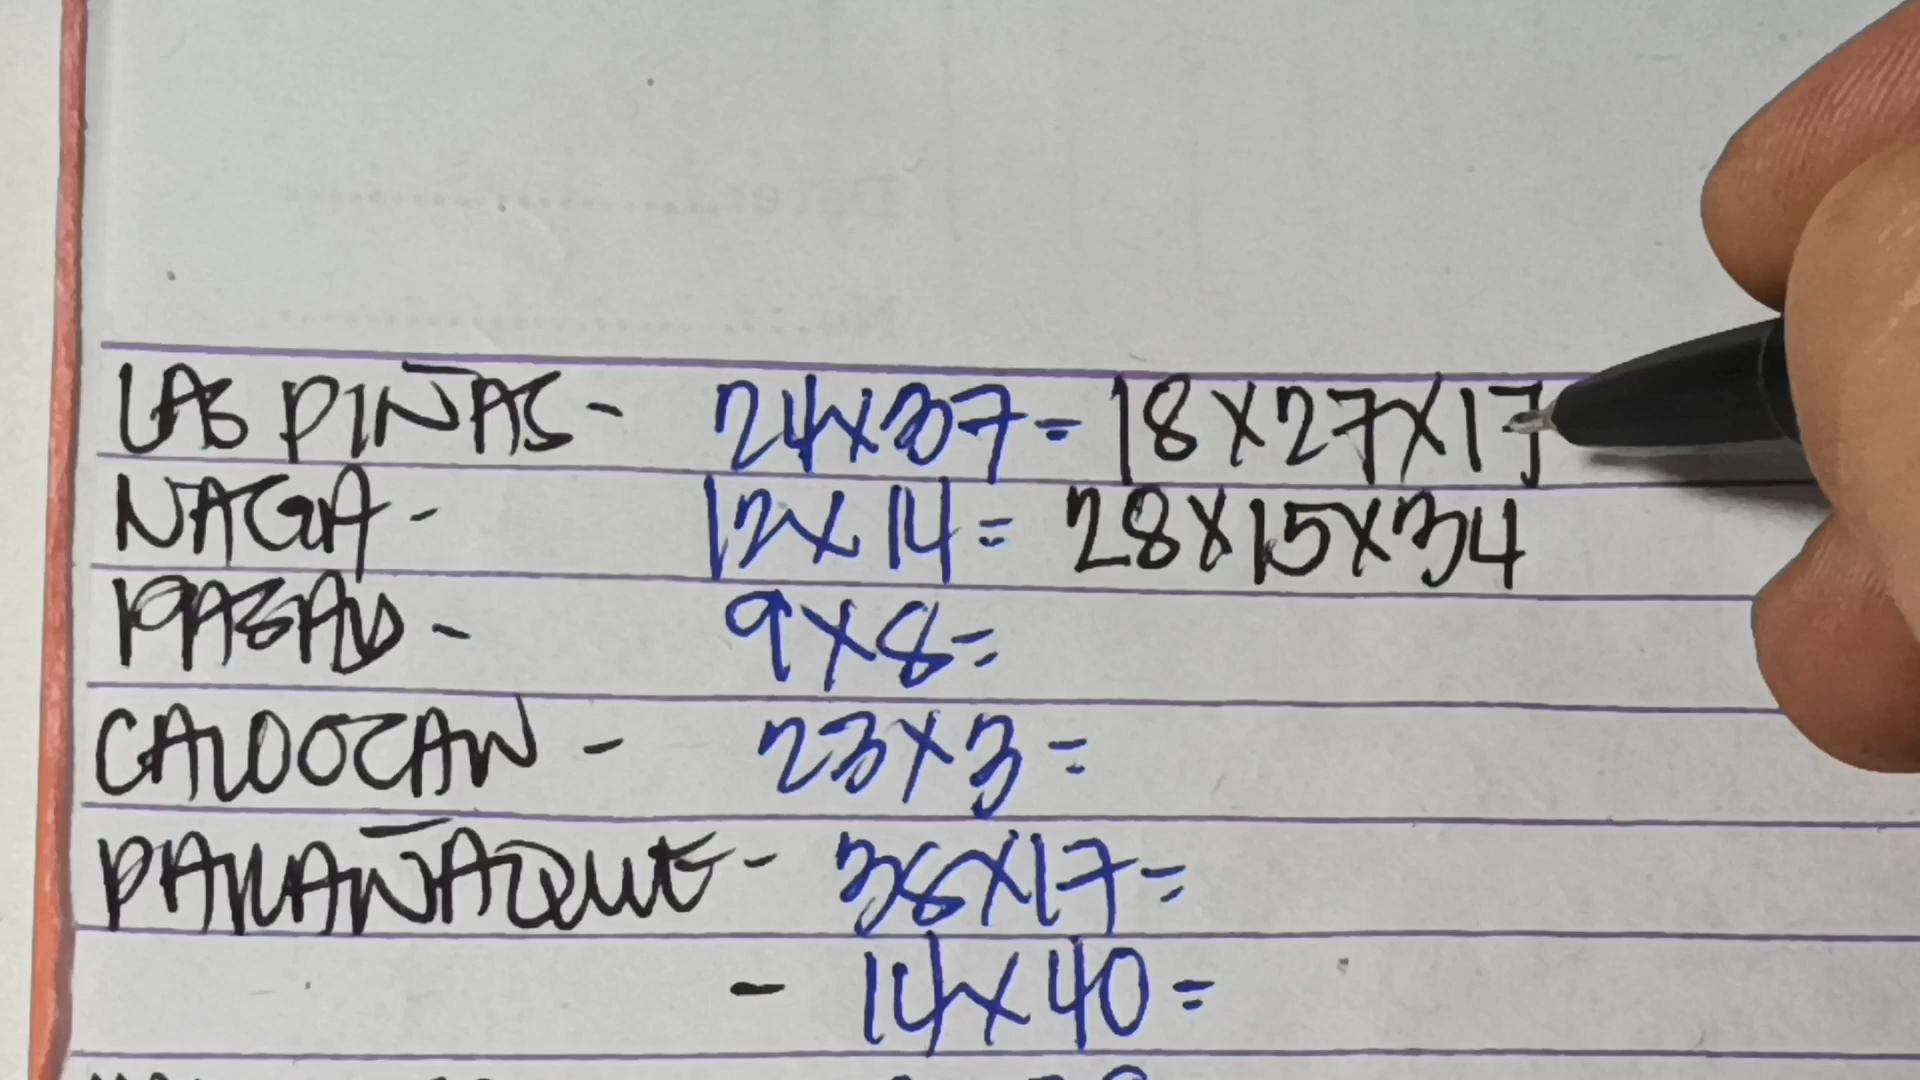 LAS PIÑAS - 24X37 = 18X27X17
NAGA - 12X14 = 28X15X34
PASAY - 9X8 =
CALOOCAN - 23X3 =
PARAÑAQUE - 38X17 =
- 14X40 =